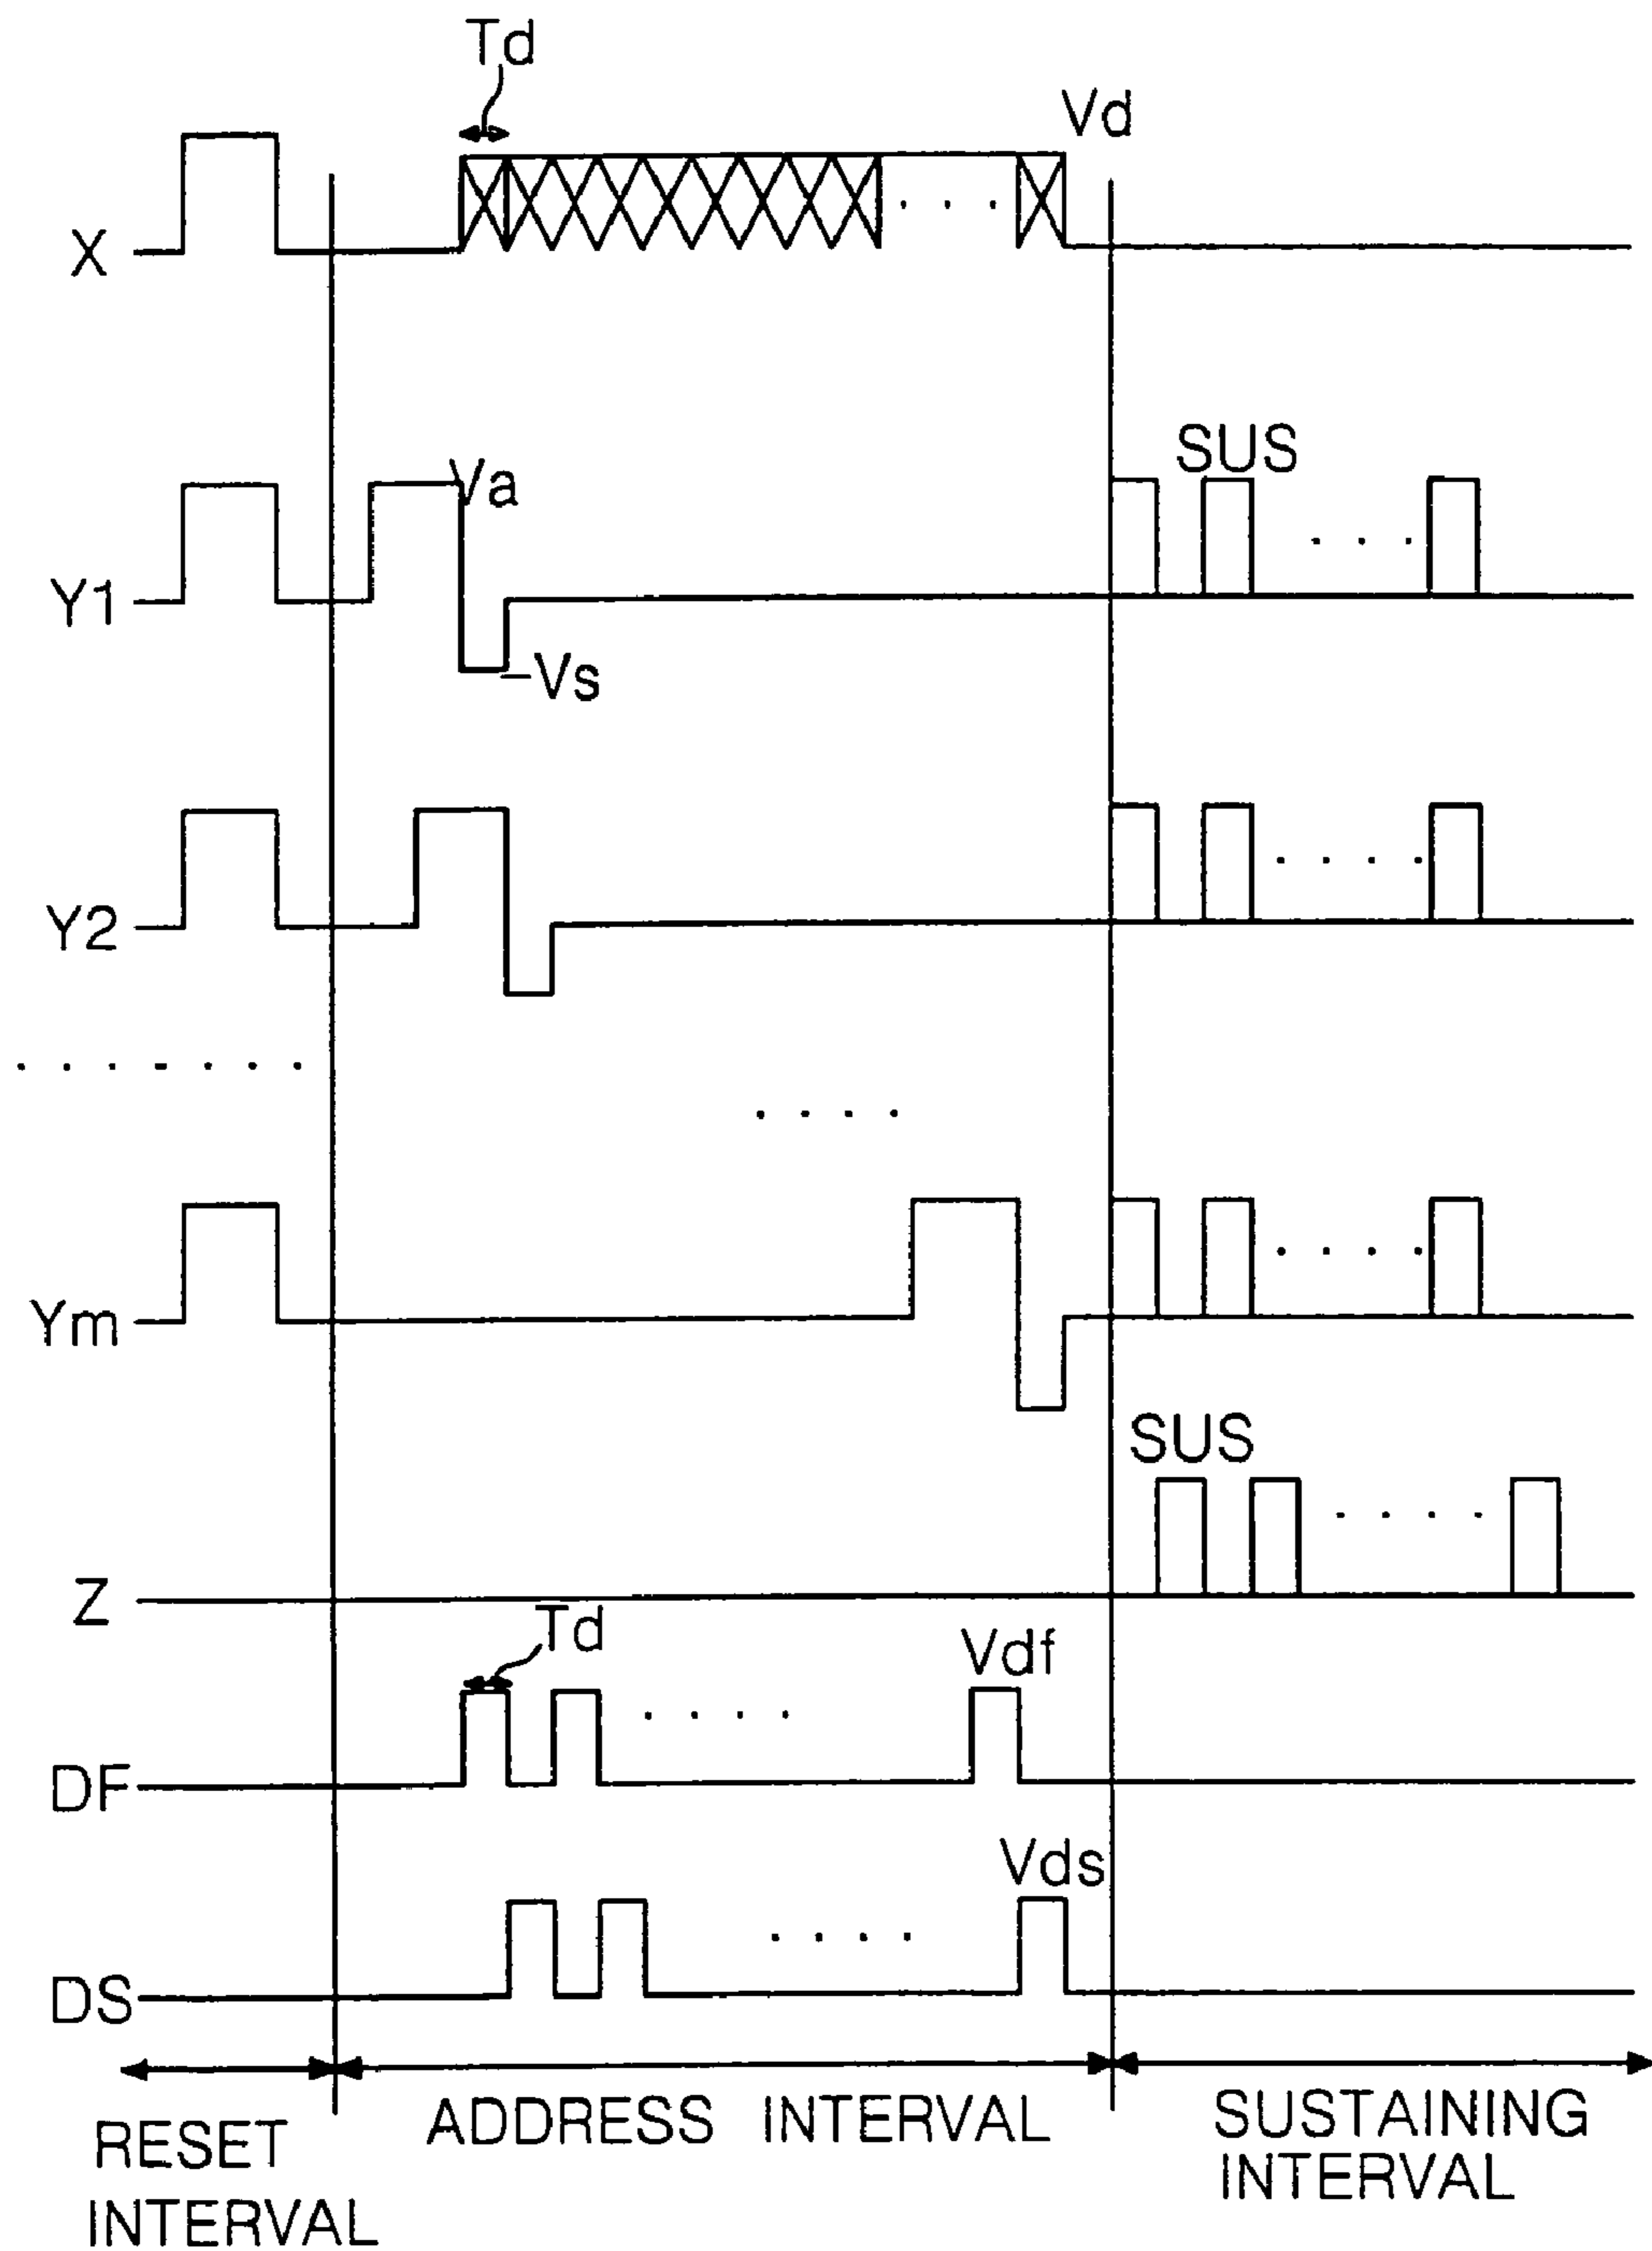 Td
Vd
X
SUS
Va
Y1
-Vs
Y2
Ym
SUS
Z
Td
Vdf
DF
Vds
DS
RESET
INTERVAL
ADDRESS INTERVAL
SUSTAINING
INTERVAL